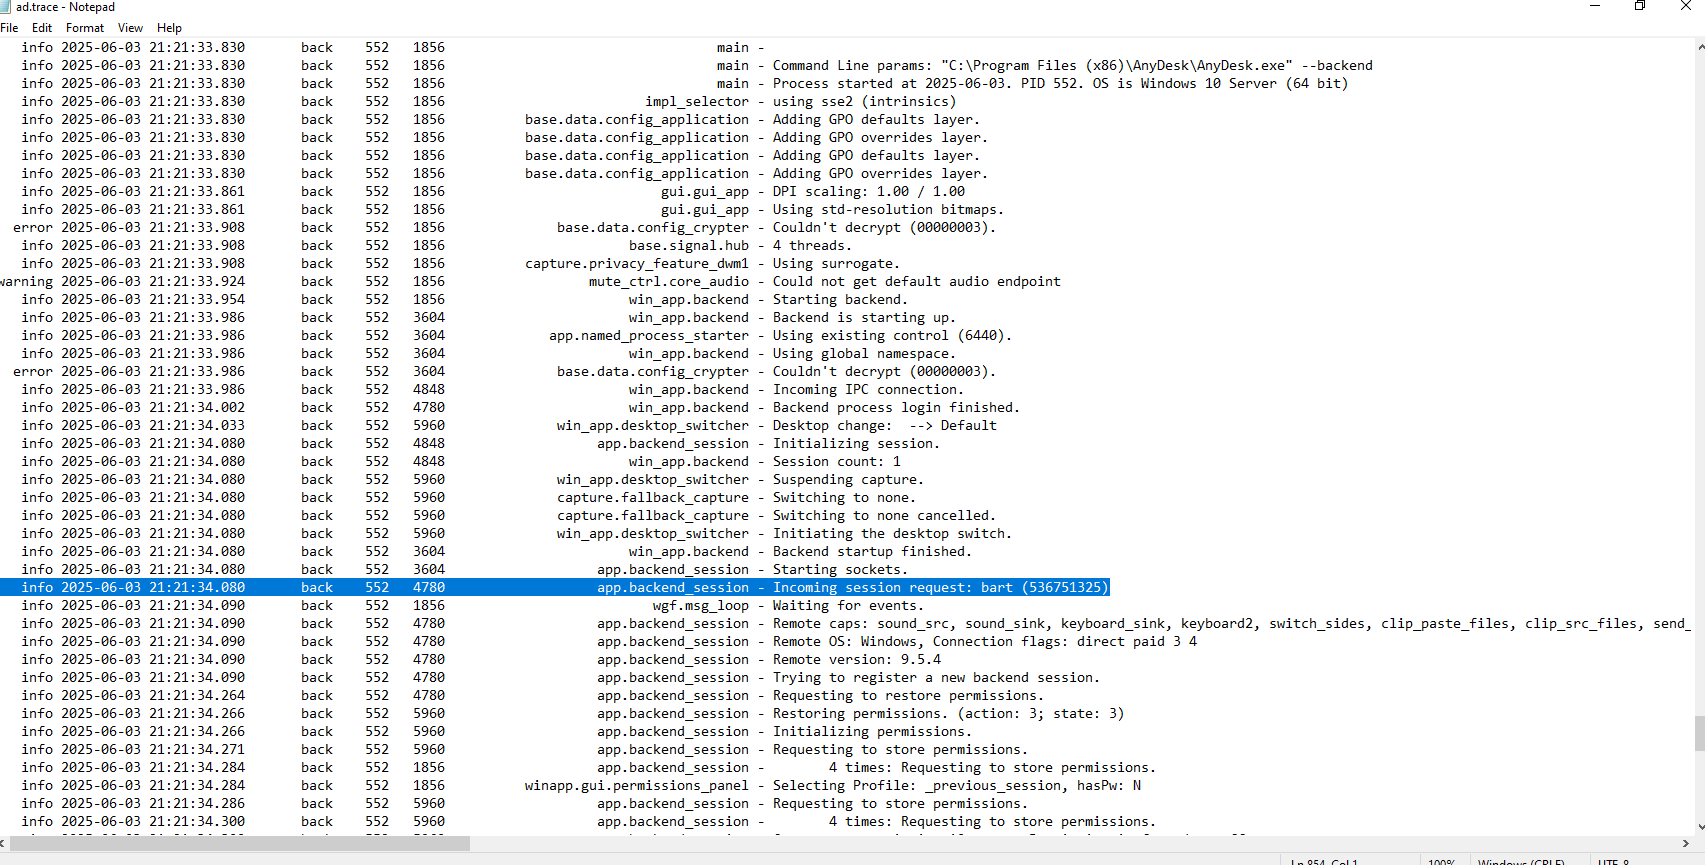 ad.trace - Notepad
File Edit Format View Help
info 2025-06-03 21:21:33.830 back 552 1856 main -
info 2025-06-03 21:21:33.830 back 552 1856 main - Command Line params: "C:\Program Files (x86)\AnyDesk\AnyDesk.exe" --backend
info 2025-06-03 21:21:33.830 back 552 1856 main - Process started at 2025-06-03. PID 552. OS is Windows 10 Server (64 bit)
info 2025-06-03 21:21:33.830 back 552 1856 impl_selector - using sse2 (intrinsics)
info 2025-06-03 21:21:33.830 back 552 1856 base.data.config_application - Adding GPO defaults layer.
info 2025-06-03 21:21:33.830 back 552 1856 base.data.config_application - Adding GPO overrides layer.
info 2025-06-03 21:21:33.830 back 552 1856 base.data.config_application - Adding GPO defaults layer.
info 2025-06-03 21:21:33.830 back 552 1856 base.data.config_application - Adding GPO overrides layer.
info 2025-06-03 21:21:33.861 back 552 1856 gui.gui_app - DPI scaling: 1.00 / 1.00
info 2025-06-03 21:21:33.861 back 552 1856 gui.gui_app - Using std-resolution bitmaps.
error 2025-06-03 21:21:33.908 back 552 1856 base.data.config_crypter - Couldn't decrypt (00000003).
info 2025-06-03 21:21:33.908 back 552 1856 base.signal.hub - 4 threads.
info 2025-06-03 21:21:33.908 back 552 1856 capture.privacy_feature_dwm1 - Using surrogate.
warning 2025-06-03 21:21:33.924 back 552 1856 mute_ctrl.core_audio - Could not get default audio endpoint
info 2025-06-03 21:21:33.954 back 552 1856 win_app.backend - Starting backend.
info 2025-06-03 21:21:33.986 back 552 3604 win_app.backend - Backend is starting up.
info 2025-06-03 21:21:33.986 back 552 3604 app.named_process_starter - Using existing control (6440).
info 2025-06-03 21:21:33.986 back 552 3604 win_app.backend - Using global namespace.
error 2025-06-03 21:21:33.986 back 552 3604 base.data.config_crypter - Couldn't decrypt (00000003).
info 2025-06-03 21:21:33.986 back 552 4848 win_app.backend - Incoming IPC connection.
info 2025-06-03 21:21:34.002 back 552 4780 win_app.backend - Backend process login finished.
info 2025-06-03 21:21:34.033 back 552 5960 win_app.desktop_switcher - Desktop change: --> Default
info 2025-06-03 21:21:34.080 back 552 4848 app.backend_session - Initializing session.
info 2025-06-03 21:21:34.080 back 552 4848 win_app.backend - Session count: 1
info 2025-06-03 21:21:34.080 back 552 5960 win_app.desktop_switcher - Suspending capture.
info 2025-06-03 21:21:34.080 back 552 5960 capture.fallback_capture - Switching to none.
info 2025-06-03 21:21:34.080 back 552 5960 capture.fallback_capture - Switching to none cancelled.
info 2025-06-03 21:21:34.080 back 552 5960 win_app.desktop_switcher - Initiating the desktop switch.
info 2025-06-03 21:21:34.080 back 552 3604 win_app.backend - Backend startup finished.
info 2025-06-03 21:21:34.080 back 552 3604 app.backend_session - Starting sockets.
info 2025-06-03 21:21:34.080 back 552 4780 app.backend_session - Incoming session request: bart (536751325)
info 2025-06-03 21:21:34.090 back 552 1856 wgf.msg_loop - Waiting for events.
info 2025-06-03 21:21:34.090 back 552 4780 app.backend_session - Remote caps: sound_src, sound_sink, keyboard_sink, keyboard2, switch_sides, clip_paste_files, clip_src_files, send_
info 2025-06-03 21:21:34.090 back 552 4780 app.backend_session - Remote OS: Windows, Connection flags: direct paid 3 4
info 2025-06-03 21:21:34.090 back 552 4780 app.backend_session - Remote version: 9.5.4
info 2025-06-03 21:21:34.090 back 552 4780 app.backend_session - Trying to register a new backend session.
info 2025-06-03 21:21:34.264 back 552 4780 app.backend_session - Requesting to restore permissions.
info 2025-06-03 21:21:34.266 back 552 5960 app.backend_session - Restoring permissions. (action: 3; state: 3)
info 2025-06-03 21:21:34.266 back 552 5960 app.backend_session - Initializing permissions.
info 2025-06-03 21:21:34.271 back 552 5960 app.backend_session - Requesting to store permissions.
info 2025-06-03 21:21:34.284 back 552 1856 app.backend_session - 4 times: Requesting to store permissions.
info 2025-06-03 21:21:34.284 back 552 1856 winapp.gui.permissions_panel - Selecting Profile: _previous_session, hasPw: N
info 2025-06-03 21:21:34.286 back 552 5960 app.backend_session - Requesting to store permissions.
info 2025-06-03 21:21:34.300 back 552 5960 app.backend_session - 4 times: Requesting to store permissions.
Ln 854, Col 1 100% Windows (CRLF) UTF-8